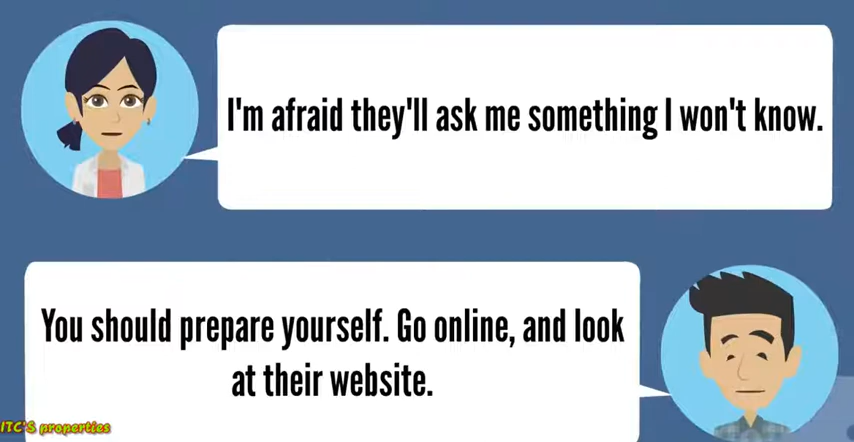 I'm afraid they'll ask me something I won't know.
You should prepare yourself. Go online, and look
at their website.
ITC'S properties